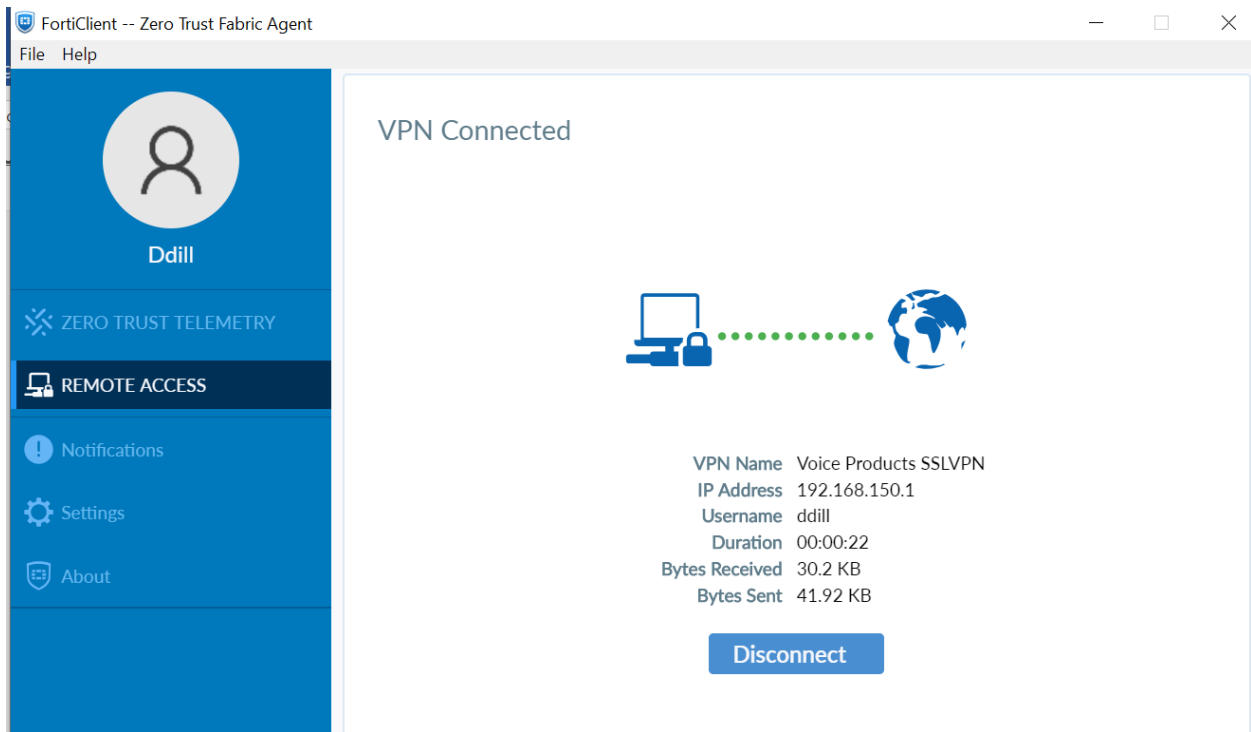 FortiClient -- Zero Trust Fabric Agent
File Help
Ddill
ZERO TRUST TELEMETRY
REMOTE ACCESS
Notifications
Settings
About
VPN Connected
VPN Name Voice Products SSLVPN
IP Address 192.168.150.1
Username ddill
Duration 00:00:22
Bytes Received 30.2 KB
Bytes Sent 41.92 KB
Disconnect